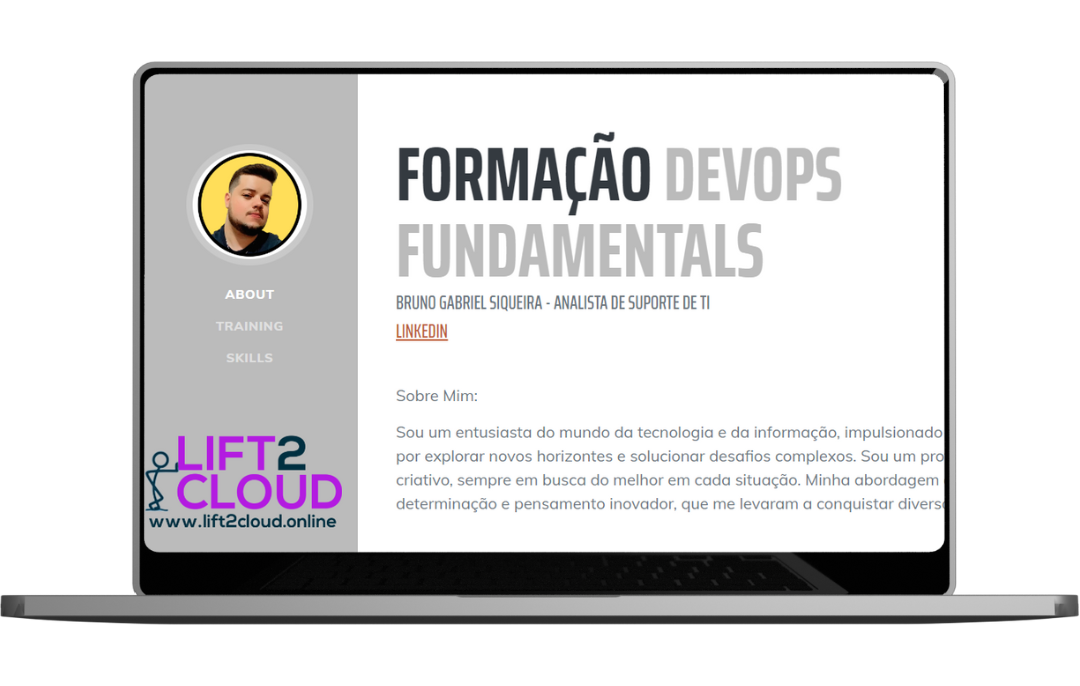 ABOUT
TRAINING
SKILLS
LIFT2
CLOUD
www.lift2cloud.online
FORMAÇÃO DEVOPS
FUNDAMENTALS
BRUNO GABRIEL SIQUEIRA - ANALISTA DE SUPORTE DE TI
LINKEDIN
Sobre Mim:
Sou um entusiasta do mundo da tecnologia e da informação, impulsionado
por explorar novos horizontes e solucionar desafios complexos. Sou um pro
criativo, sempre em busca do melhor em cada situação. Minha abordagem
determinação e pensamento inovador, que me levaram a conquistar divers